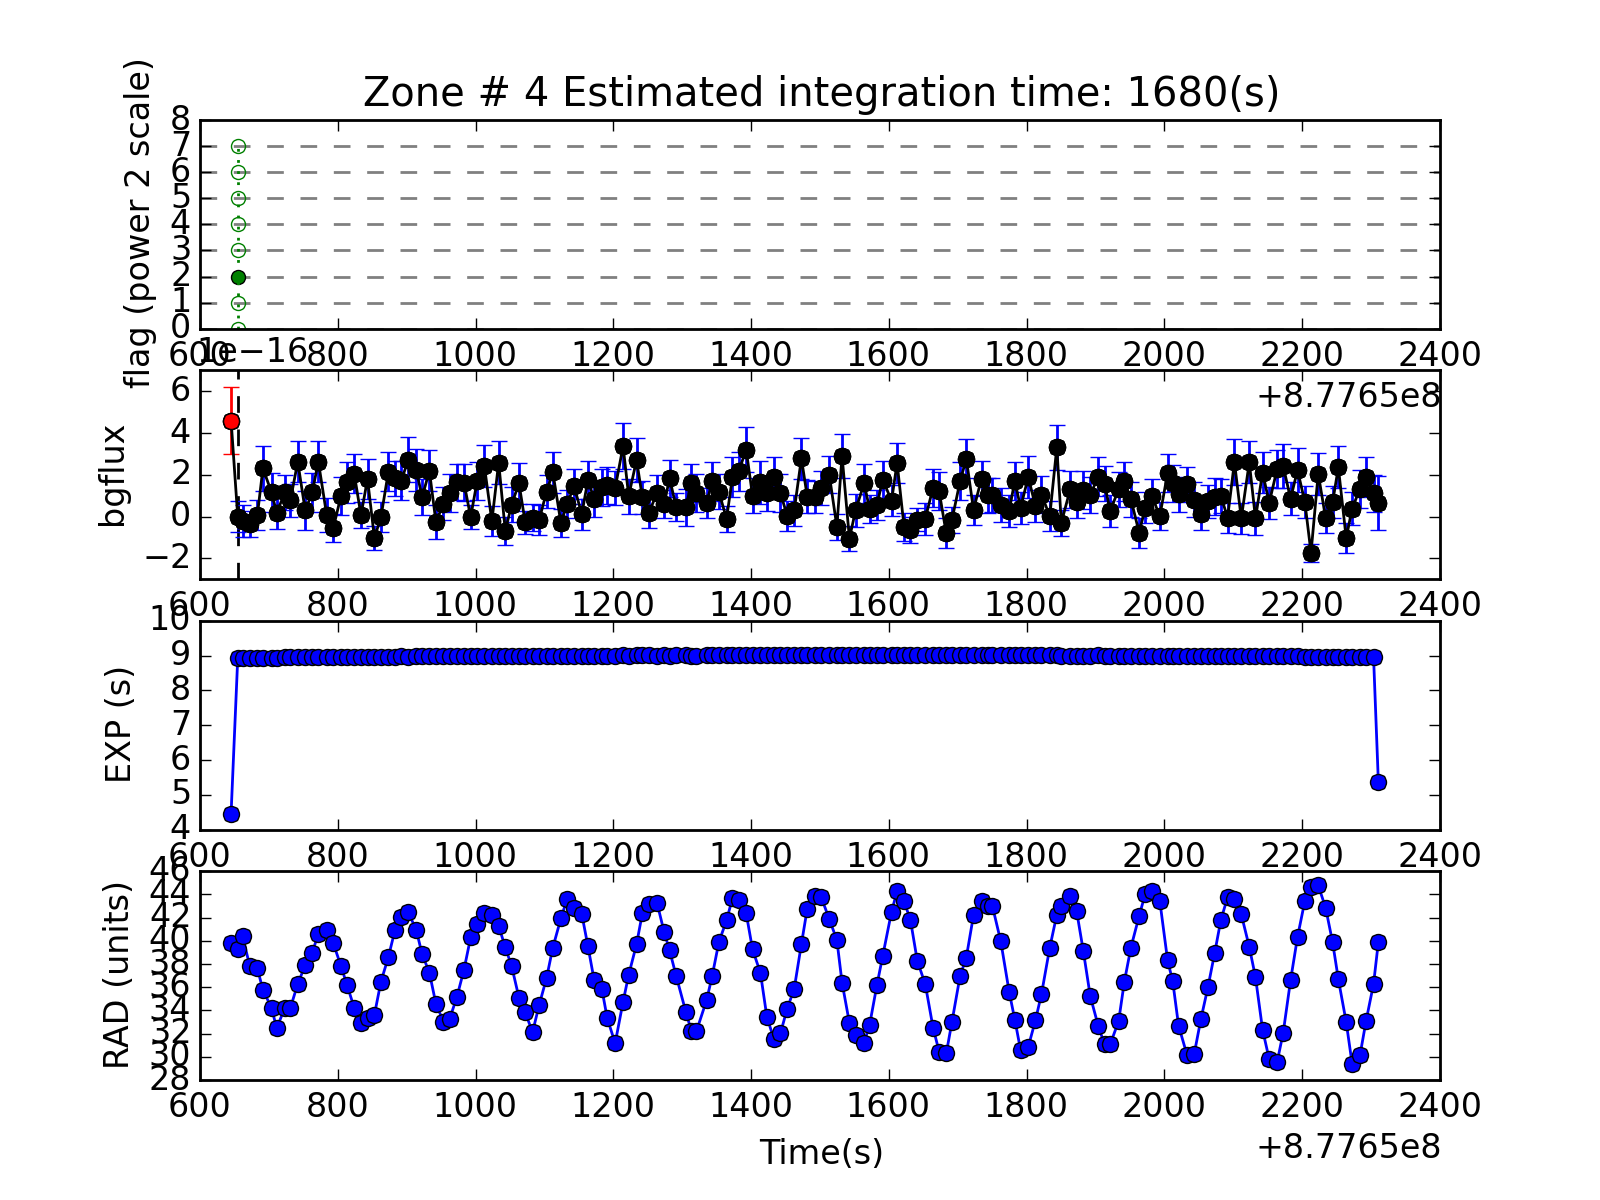 Zone # 4 Estimated integration time: 1680(s)
flag (power 2 scale)
8
7
6
5
4
3
2
1
0
600 800 1000 1200 1400 1600 1800 2000 2200 2400
1e−16
+8.7765e8
bgflux
6
4
2
0
−2
600 800 1000 1200 1400 1600 1800 2000 2200 2400
EXP (s)
10
9
8
7
6
5
4
600 800 1000 1200 1400 1600 1800 2000 2200 2400
RAD (units)
46
44
42
40
38
36
34
32
30
28
600 800 1000 1200 1400 1600 1800 2000 2200 2400
Time(s)
+8.7765e8